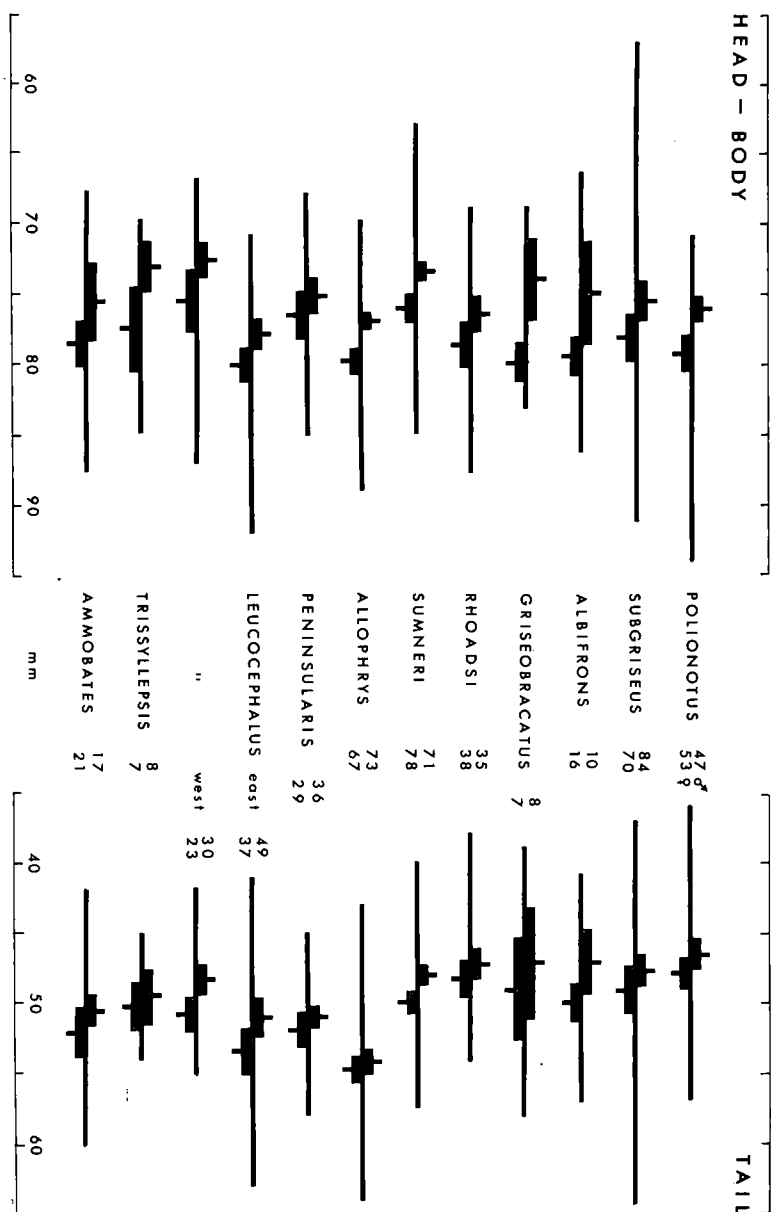 HEAD – BODY
60
70
80
90
mm
POLIONOTUS 47 ♂
53 ♀
SUBGRISEUS 84
70
ALBIFRONS 10
16
GRISEOBRACATUS 8
7
RHOADSI 35
38
SUMNERI 71
78
ALLOPHRYS 73
67
PENINSULARIS 36
29
LEUCOCEPHALUS east 49
37
" west 30
23
TRISSYLLEPSIS 8
7
AMMOBATES 17
21
TAIL
40
50
60